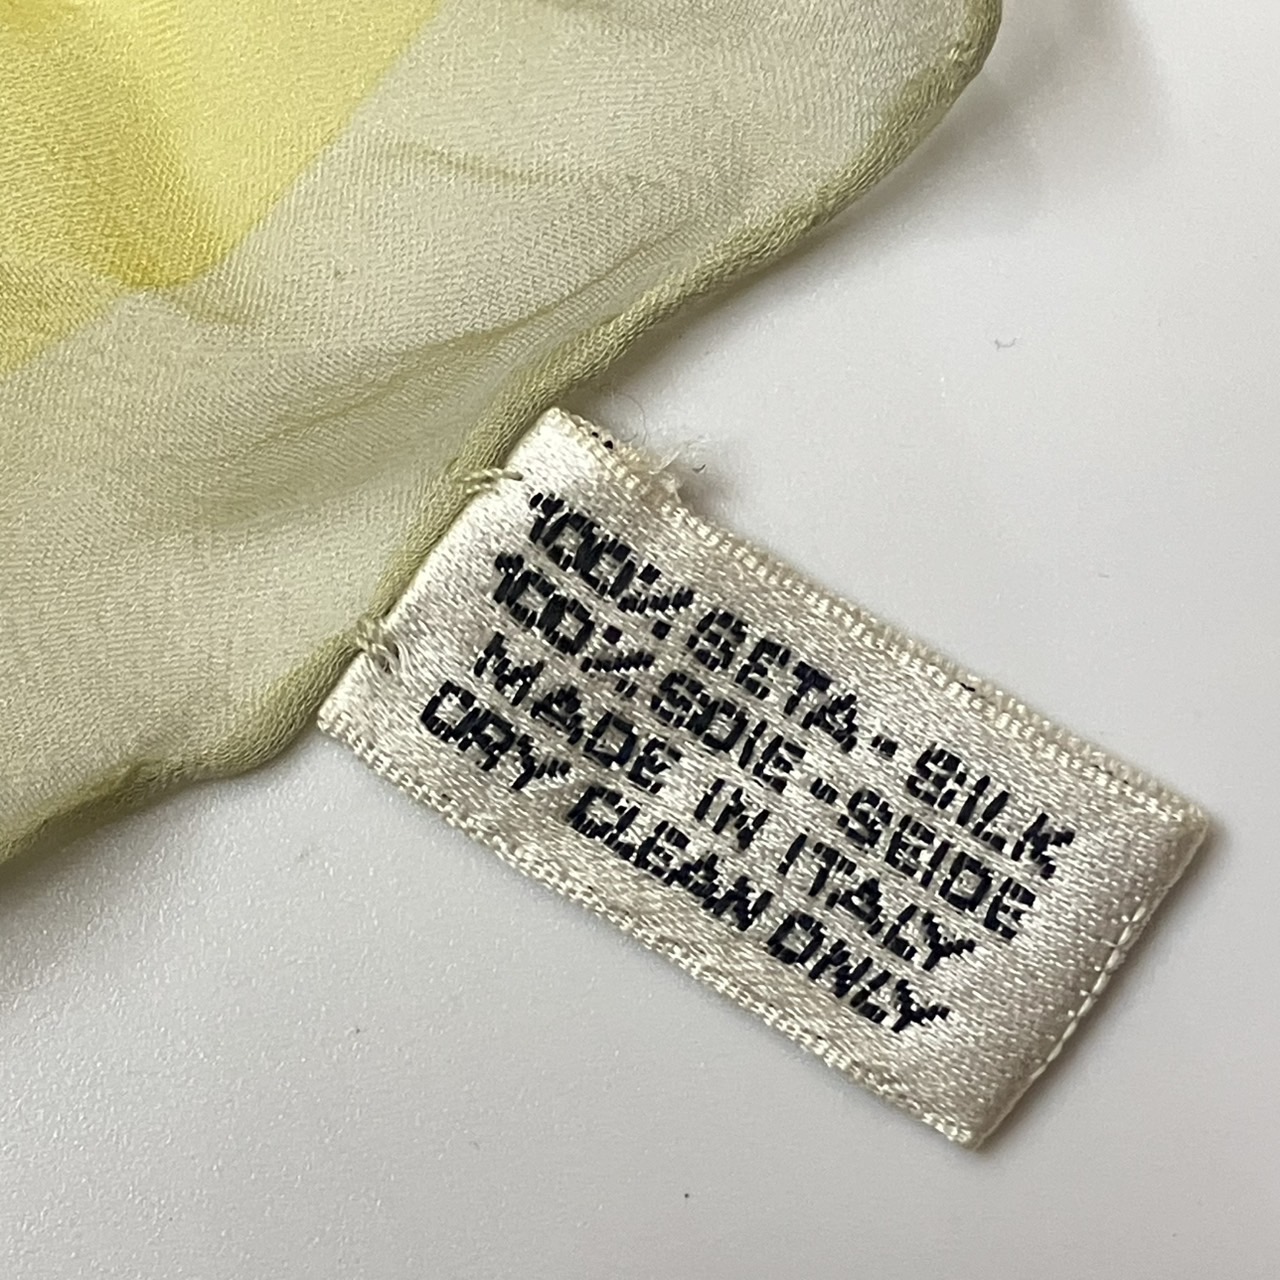 100% SETA - SILK
100% SOIE - SEIDE
MADE IN ITALY
DRY CLEAN ONLY